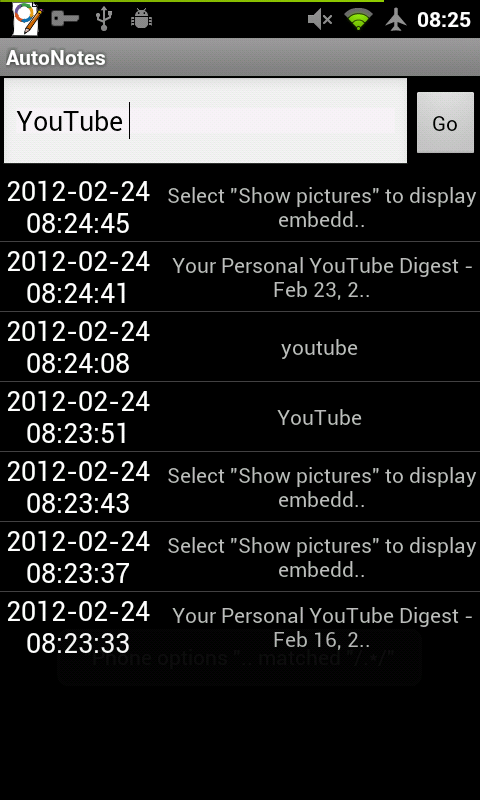 08:25
AutoNotes
YouTube
Go
2012-02-24
08:24:45
Select "Show pictures" to display
embedd..
2012-02-24
08:24:41
Your Personal YouTube Digest -
Feb 23, 2..
2012-02-24
08:24:08
youtube
2012-02-24
08:23:51
YouTube
2012-02-24
08:23:43
Select "Show pictures" to display
embedd..
2012-02-24
08:23:37
Select "Show pictures" to display
embedd..
2012-02-24
08:23:33
Your Personal YouTube Digest -
Feb 16, 2..
Phone options ".. matched "/.*/"